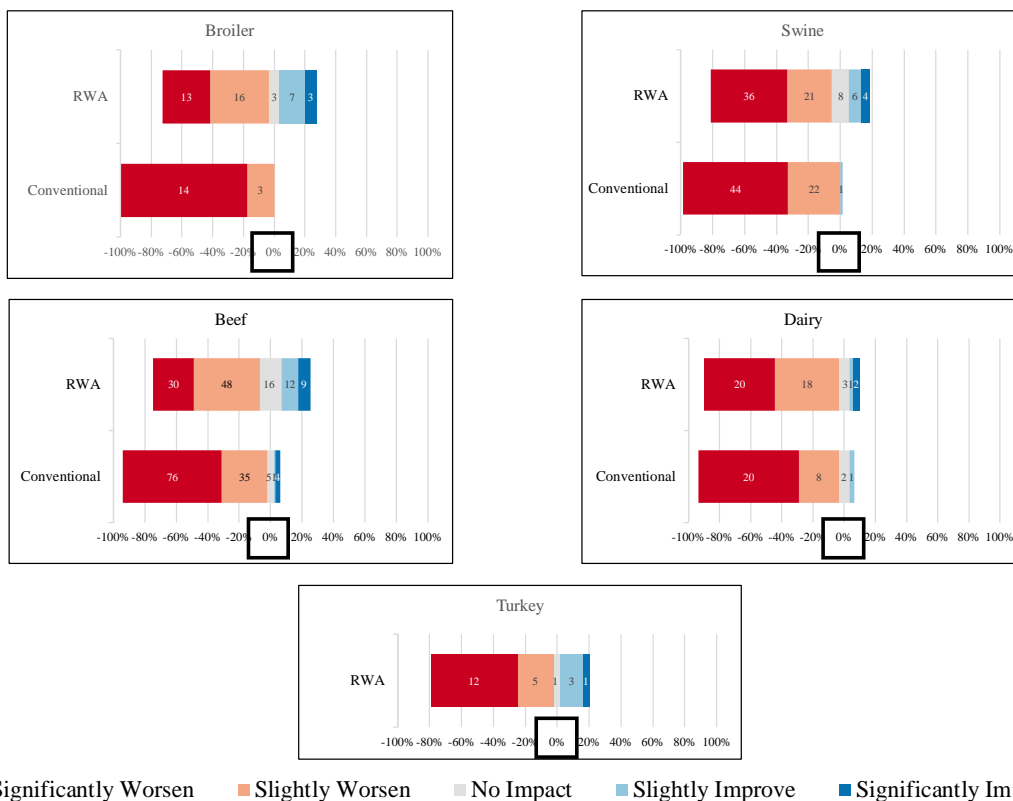 Broiler
RWA
13 16 3 7 3
Conventional
14 3
-100% -80% -60% -40% -20% 0% 20% 40% 60% 80% 100%
Swine
RWA
36 21 8 6 4
Conventional
44 22 1
-100% -80% -60% -40% -20% 0% 20% 40% 60% 80% 100%
Beef
RWA
30 48 16 12 9
Conventional
76 35 5 1 4
-100% -80% -60% -40% -20% 0% 20% 40% 60% 80% 100%
Dairy
RWA
20 18 3 1 2
Conventional
20 8 2 1
-100% -80% -60% -40% -20% 0% 20% 40% 60% 80% 100%
Turkey
RWA
12 5 1 3 1
-100% -80% -60% -40% -20% 0% 20% 40% 60% 80% 100%
Significantly Worsen Slightly Worsen No Impact Slightly Improve Significantly Im